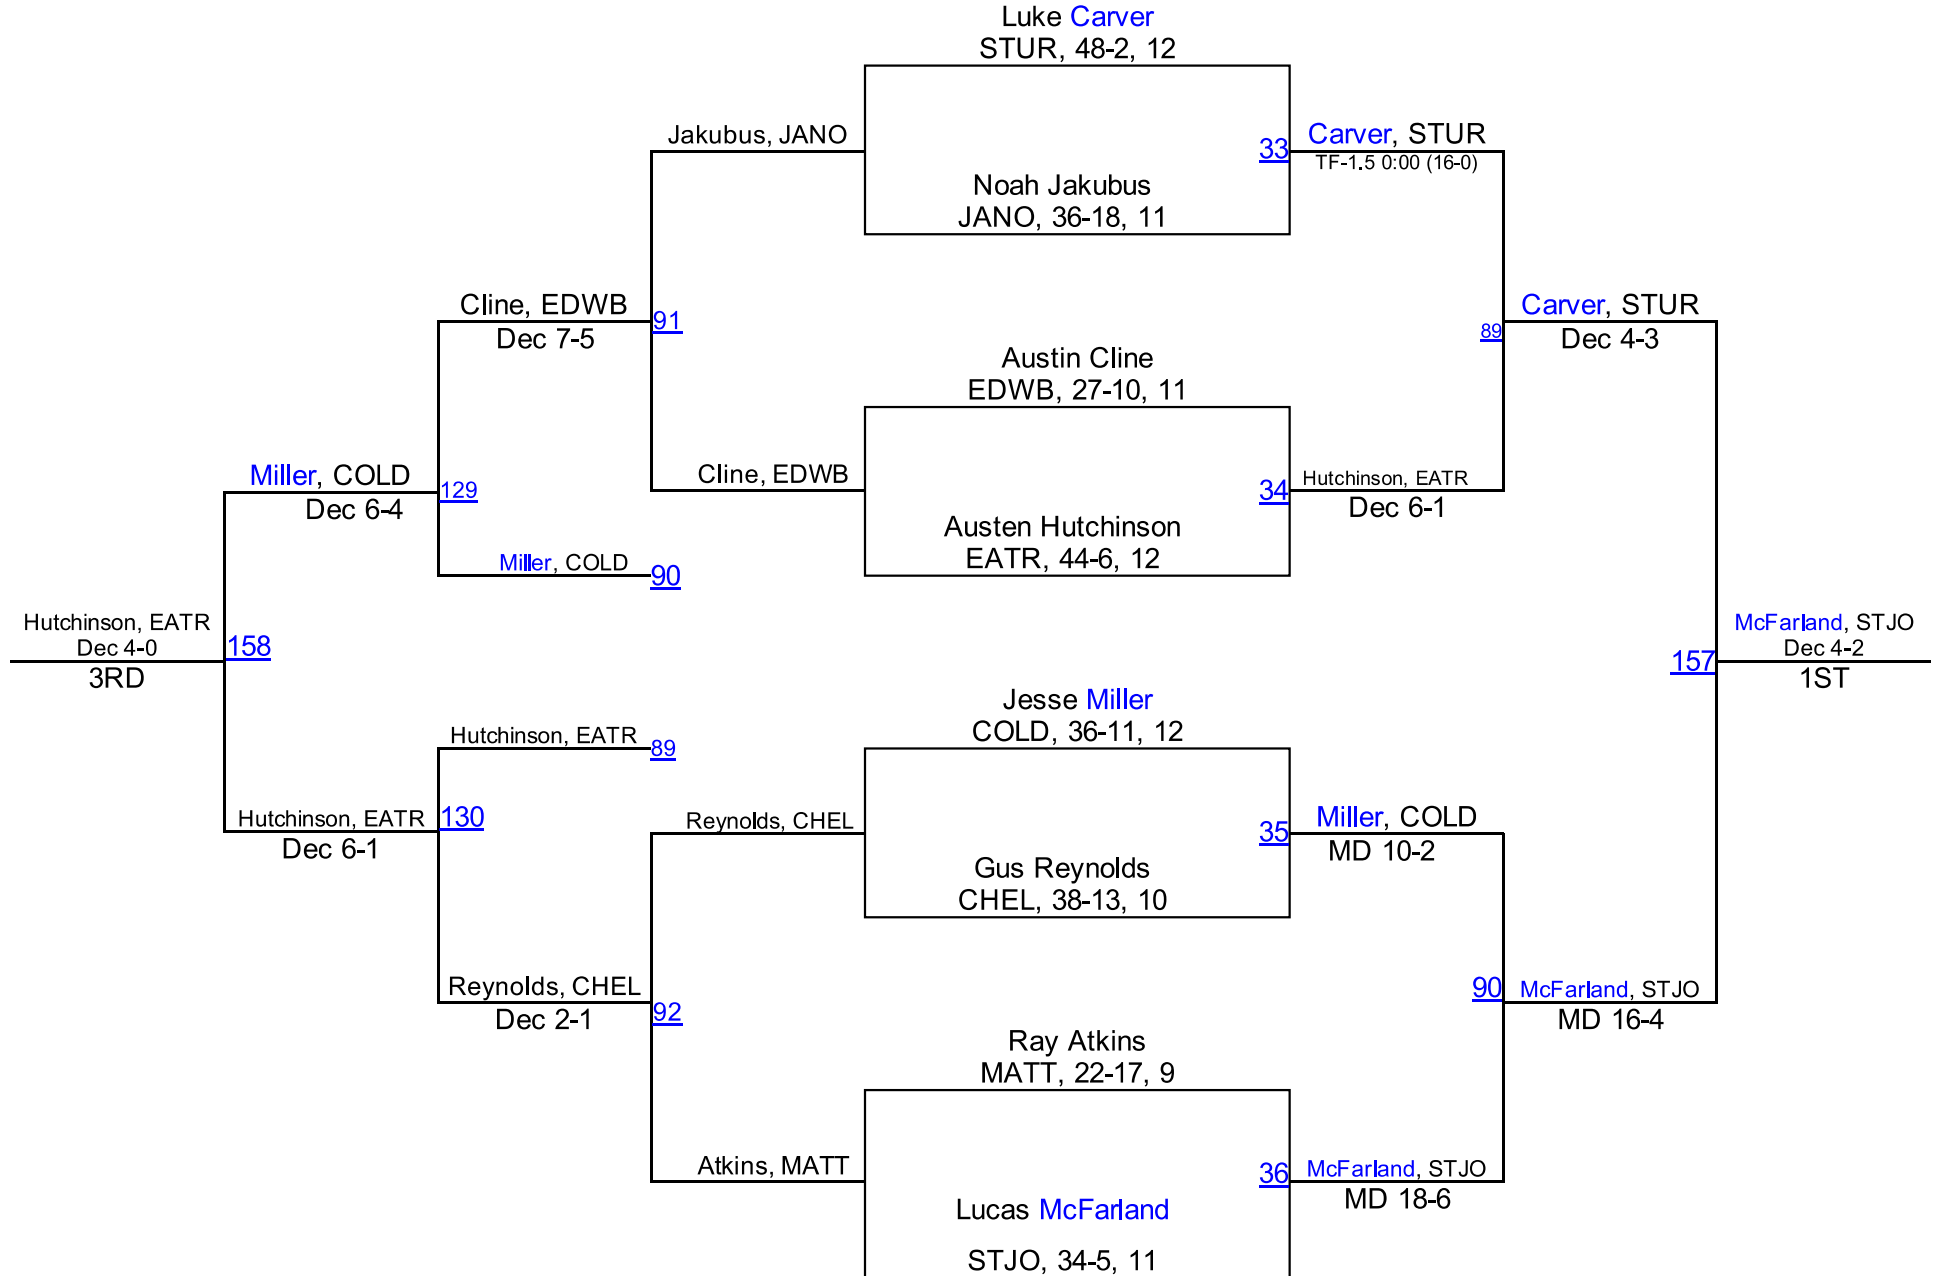 Luke Carver
STUR, 48-2, 12
Jakubus, JANO
33
Carver, STUR
TF-1.5 0:00 (16-0)
Noah Jakubus
JANO, 36-18, 11
Cline, EDWB
Dec 7-5
91
Carver, STUR
Dec 4-3
89
Austin Cline
EDWB, 27-10, 11
Miller, COLD
Dec 6-4
129
Cline, EDWB
34
Hutchinson, EATR
Dec 6-1
Austen Hutchinson
EATR, 44-6, 12
Miller, COLD
90
Hutchinson, EATR
Dec 4-0
3RD
158
157
McFarland, STJO
Dec 4-2
1ST
Jesse Miller
COLD, 36-11, 12
Hutchinson, EATR
89
Hutchinson, EATR
Dec 6-1
130
Reynolds, CHEL
35
Miller, COLD
MD 10-2
Gus Reynolds
CHEL, 38-13, 10
Reynolds, CHEL
Dec 2-1
92
90
McFarland, STJO
MD 16-4
Ray Atkins
MATT, 22-17, 9
Atkins, MATT
36
McFarland, STJO
MD 18-6
Lucas McFarland
STJO, 34-5, 11